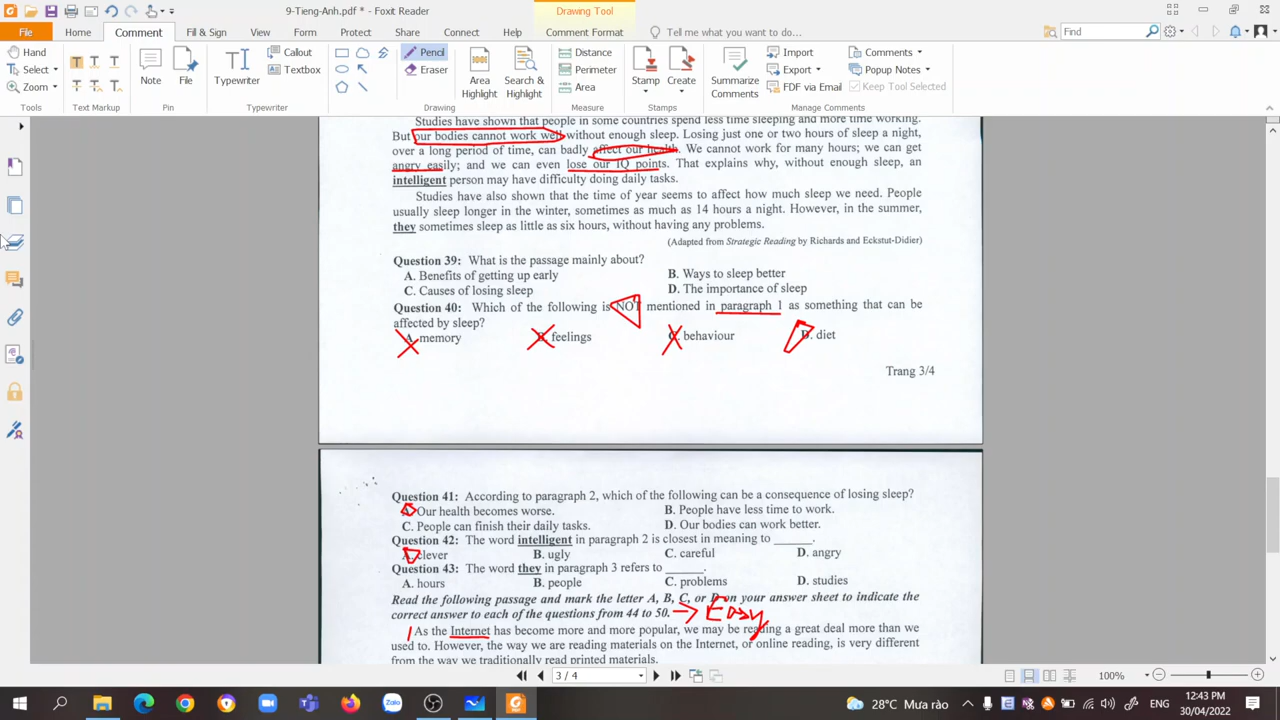 9-Tieng-Anh.pdf * - Foxit Reader
Drawing Tool
File Home Comment Fill & Sign View Form Protect Share Connect Help Comment Format Tell me what you want to do... Find
Hand
Select
Zoom
Tools
Text Markup
Note
File
Pin
Typewriter
Callout
Textbox
Typewriter
Pencil
Eraser
Drawing
Area Highlight
Search & Highlight
Distance
Perimeter
Area
Measure
Stamp
Create
Stamps
Summarize Comments
Import
Export
FDF via Email
Comments
Popup Notes
Keep Tool Selected
Manage Comments
Studies have shown that people in some countries spend less time sleeping and more time working.
But our bodies cannot work well without enough sleep. Losing just one or two hours of sleep a night,
over a long period of time, can badly affect our health. We cannot work for many hours; we can get
angry easily; and we can even lose our IQ points. That explains why, without enough sleep, an
intelligent person may have difficulty doing daily tasks.
Studies have also shown that the time of year seems to affect how much sleep we need. People
usually sleep longer in the winter, sometimes as much as 14 hours a night. However, in the summer,
they sometimes sleep as little as six hours, without having any problems.
(Adapted from Strategic Reading by Richards and Eckstut-Didier)
Question 39: What is the passage mainly about?
A. Benefits of getting up early B. Ways to sleep better
C. Causes of losing sleep D. The importance of sleep
Question 40: Which of the following is NOT mentioned in paragraph 1 as something that can be
affected by sleep?
A. memory B. feelings C. behaviour D. diet
Trang 3/4
Question 41: According to paragraph 2, which of the following can be a consequence of losing sleep?
A. Our health becomes worse. B. People have less time to work.
C. People can finish their daily tasks. D. Our bodies can work better.
Question 42: The word intelligent in paragraph 2 is closest in meaning to ______.
A. clever B. ugly C. careful D. angry
Question 43: The word they in paragraph 3 refers to ______.
A. hours B. people C. problems D. studies
Read the following passage and mark the letter A, B, C, or D on your answer sheet to indicate the
correct answer to each of the questions from 44 to 50. → Easy
As the Internet has become more and more popular, we may be reading a great deal more than we
used to. However, the way we are reading materials on the Internet, or online reading, is very different
from the way we traditionally read printed materials.
3 / 4
100%
28°C Mưa rào
12:43 PM
30/04/2022